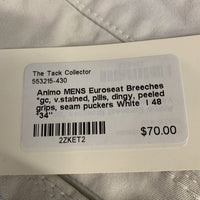 The Tack Collector
553215-430
Animo MENS Euroseat Breeches
*gc, v.stained, pills, dingy, peeled
grips, seam puckers White I 48
"34"
2ZKET2
$70.00